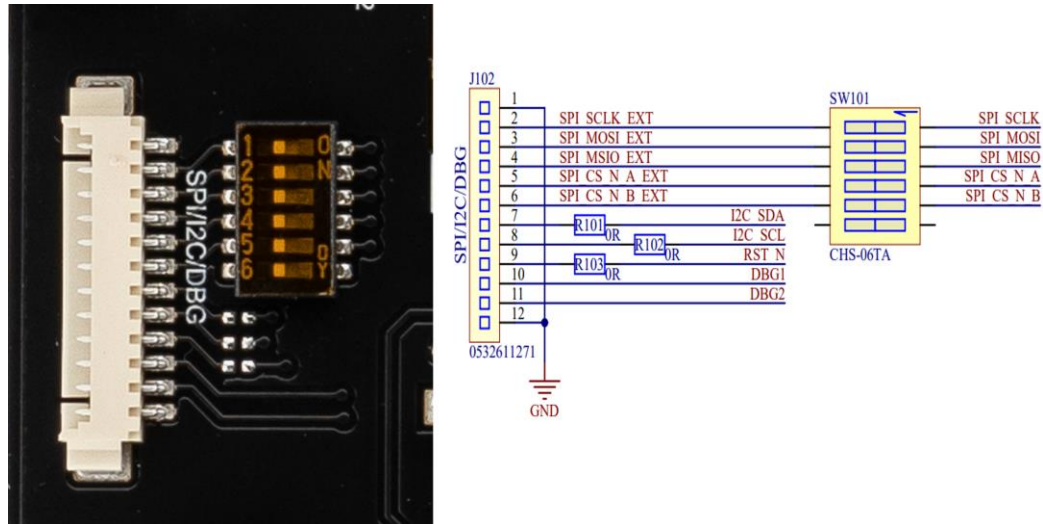 2
1 O
2 N
3
4
5 D
6 Y
SPI/I2C/DBG
J102
SPI/I2C/DBG
1
2 SPI SCLK EXT
3 SPI MOSI EXT
4 SPI MSIO EXT
5 SPI CS N A EXT
6 SPI CS N B EXT
7 I2C SDA
R101
0R
8 I2C SCL
R102
0R
9 RST N
R103
0R
10 DBG1
11 DBG2
12
0532611271
GND
SW101
SPI SCLK
SPI MOSI
SPI MISO
SPI CS N A
SPI CS N B
CHS-06TA